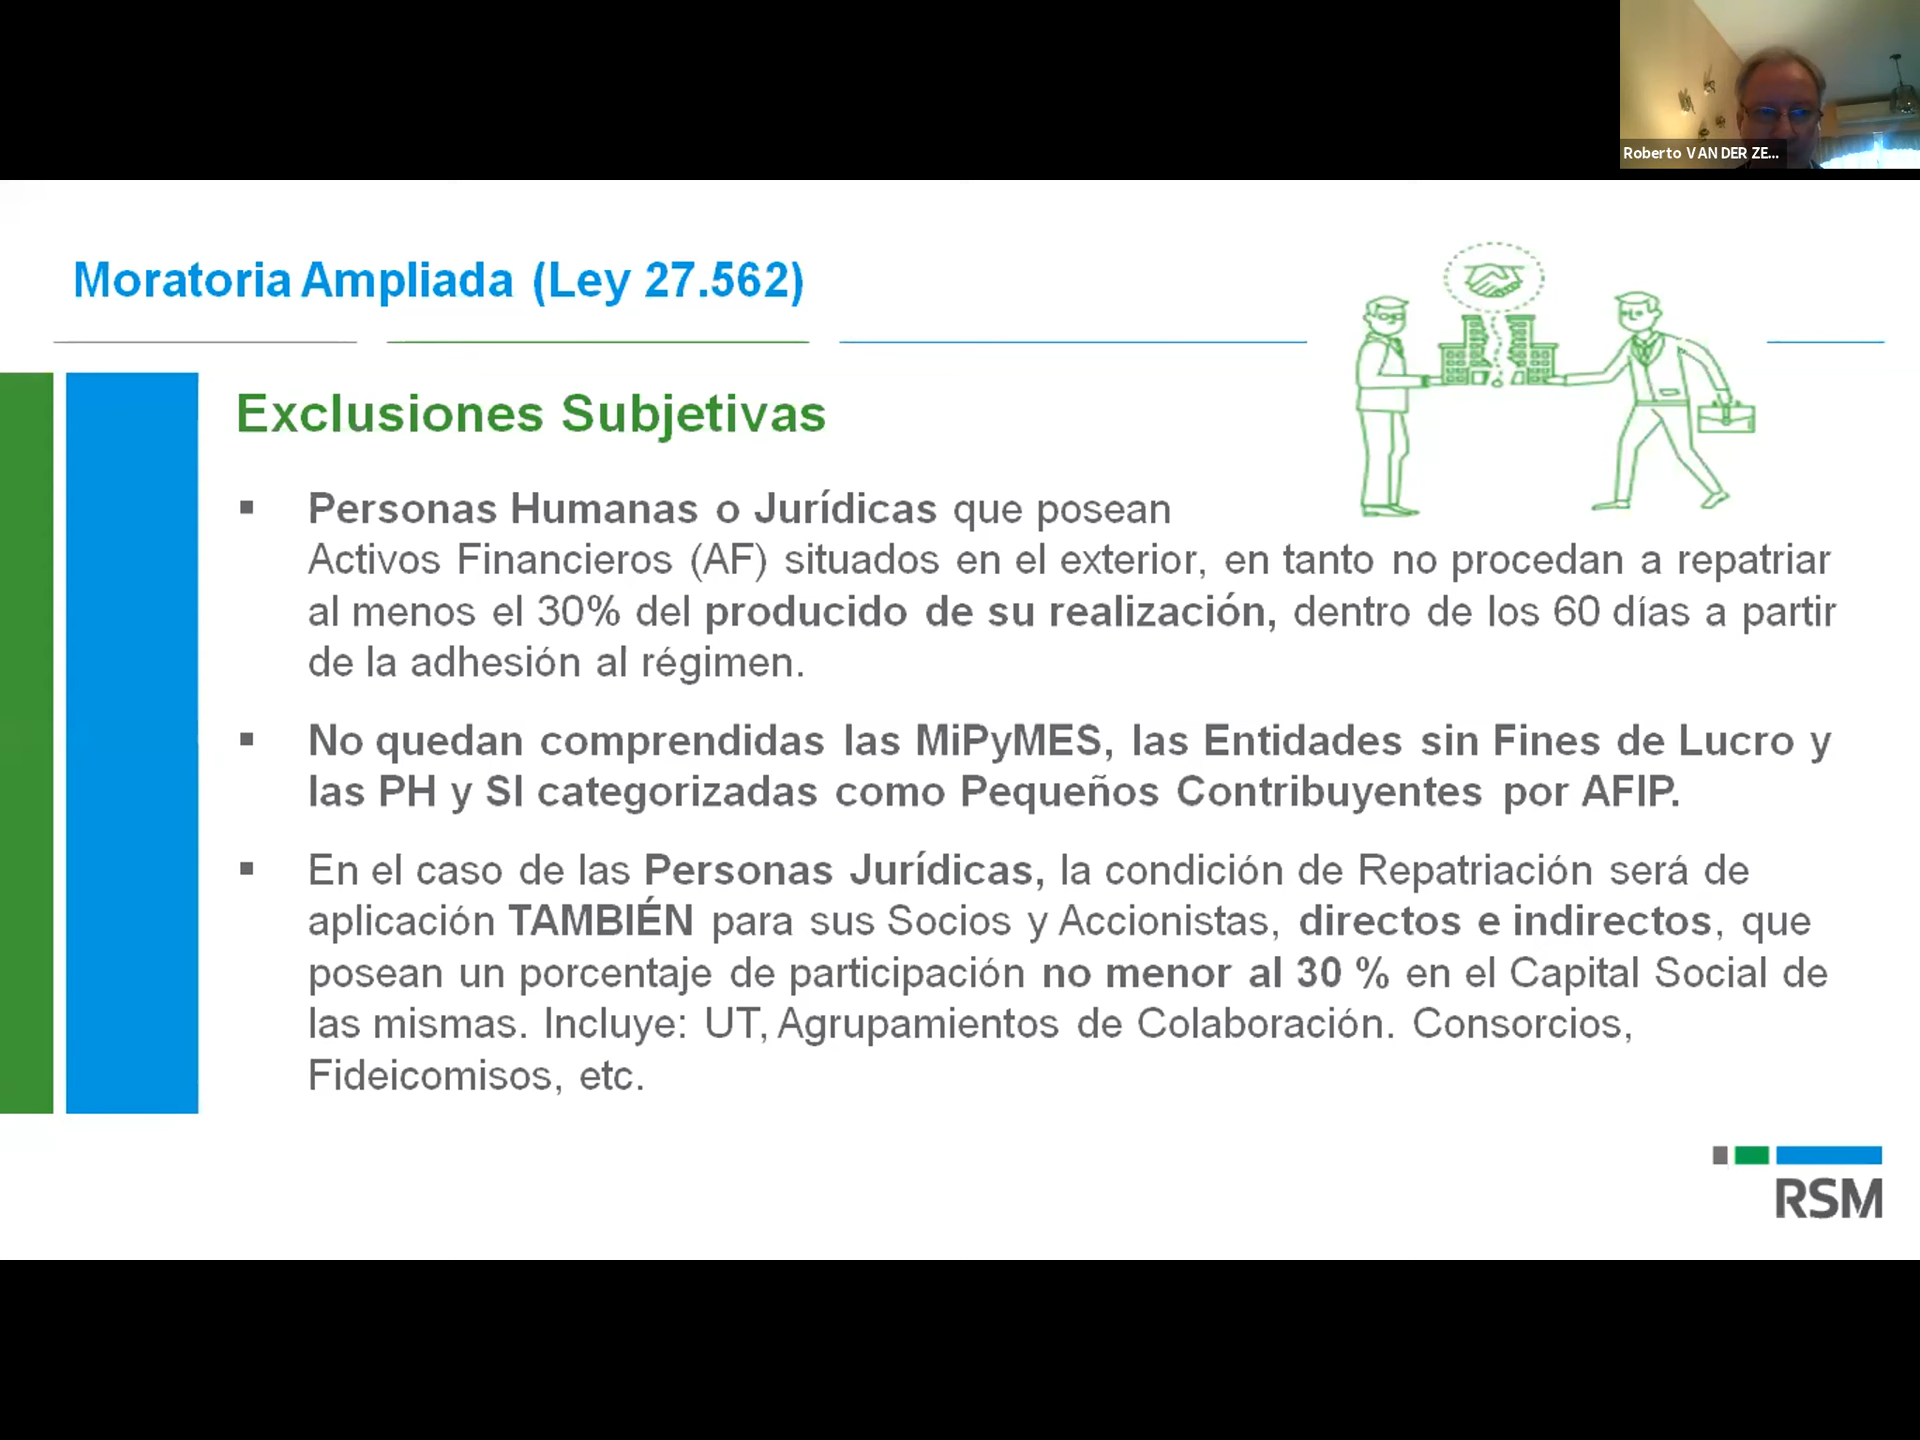 Roberto VAN DER ZE...
Moratoria Ampliada (Ley 27.562)
Exclusiones Subjetivas
▪ Personas Humanas o Jurídicas que posean
Activos Financieros (AF) situados en el exterior, en tanto no procedan a repatriar
al menos el 30% del producido de su realización, dentro de los 60 días a partir
de la adhesión al régimen.
▪ No quedan comprendidas las MiPyMES, las Entidades sin Fines de Lucro y
las PH y SI categorizadas como Pequeños Contribuyentes por AFIP.
▪ En el caso de las Personas Jurídicas, la condición de Repatriación será de
aplicación TAMBIÉN para sus Socios y Accionistas, directos e indirectos, que
posean un porcentaje de participación no menor al 30 % en el Capital Social de
las mismas. Incluye: UT, Agrupamientos de Colaboración. Consorcios,
Fideicomisos, etc.
RSM